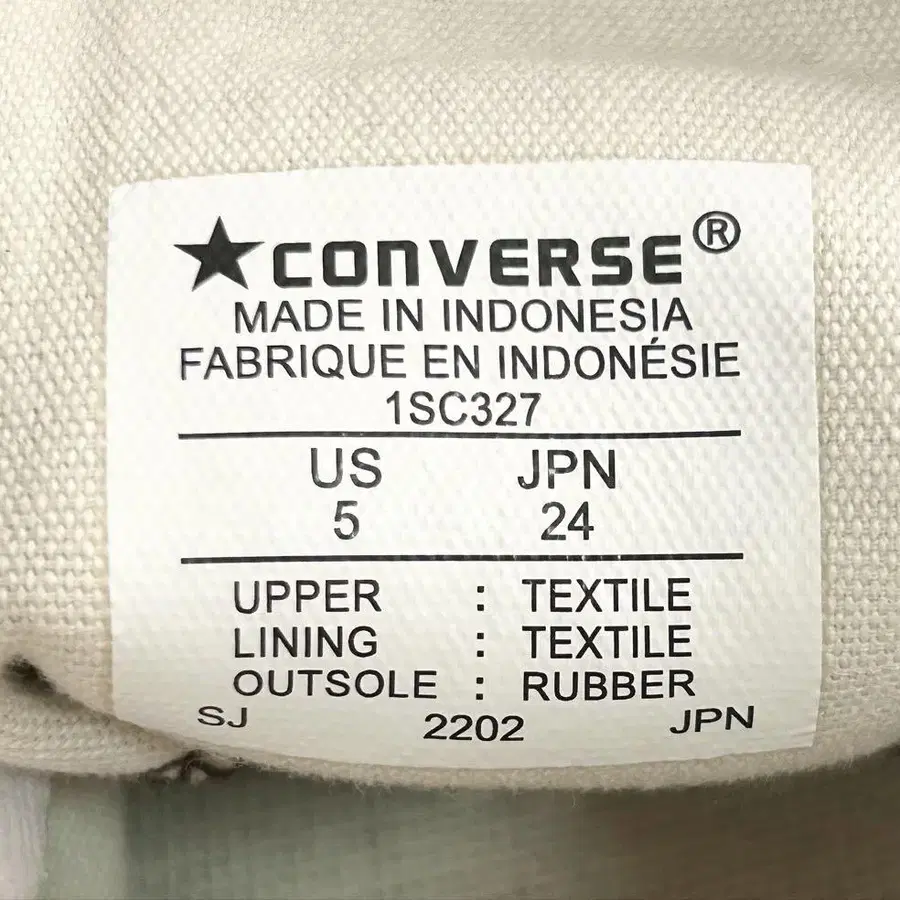 ★CONVERSE®
MADE IN INDONESIA
FABRIQUE EN INDONÉSIE
1SC327
US JPN
5 24
UPPER : TEXTILE
LINING : TEXTILE
OUTSOLE : RUBBER
SJ 2202 JPN